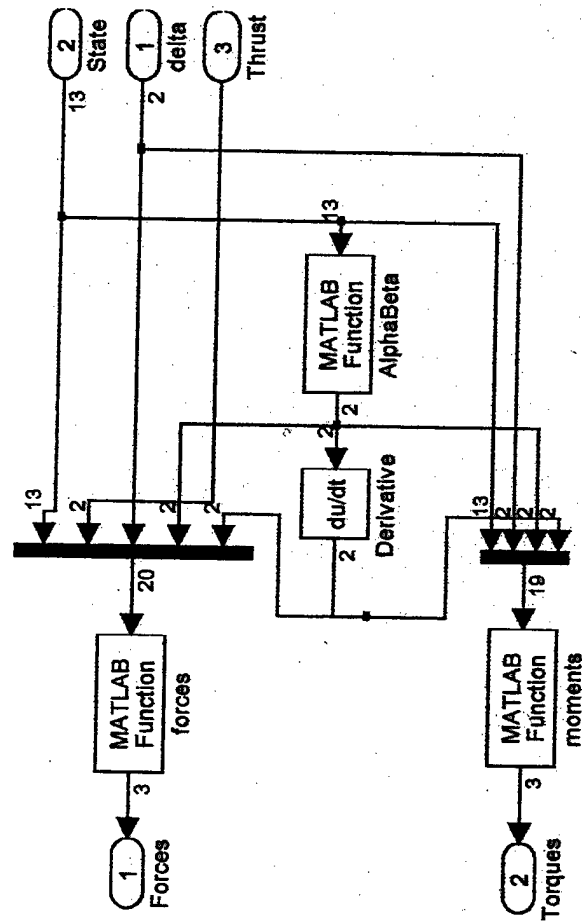 13
2
13
State
2
1
2
delta
MATLAB
Function
forces
1
3
20
Forces
2
2
3
2
Thrust
13
MATLAB
Function
AlphaBeta
2
2
du/dt
2
Derivative
13
2
2
2
MATLAB
Function
moments
2
3
19
Torques